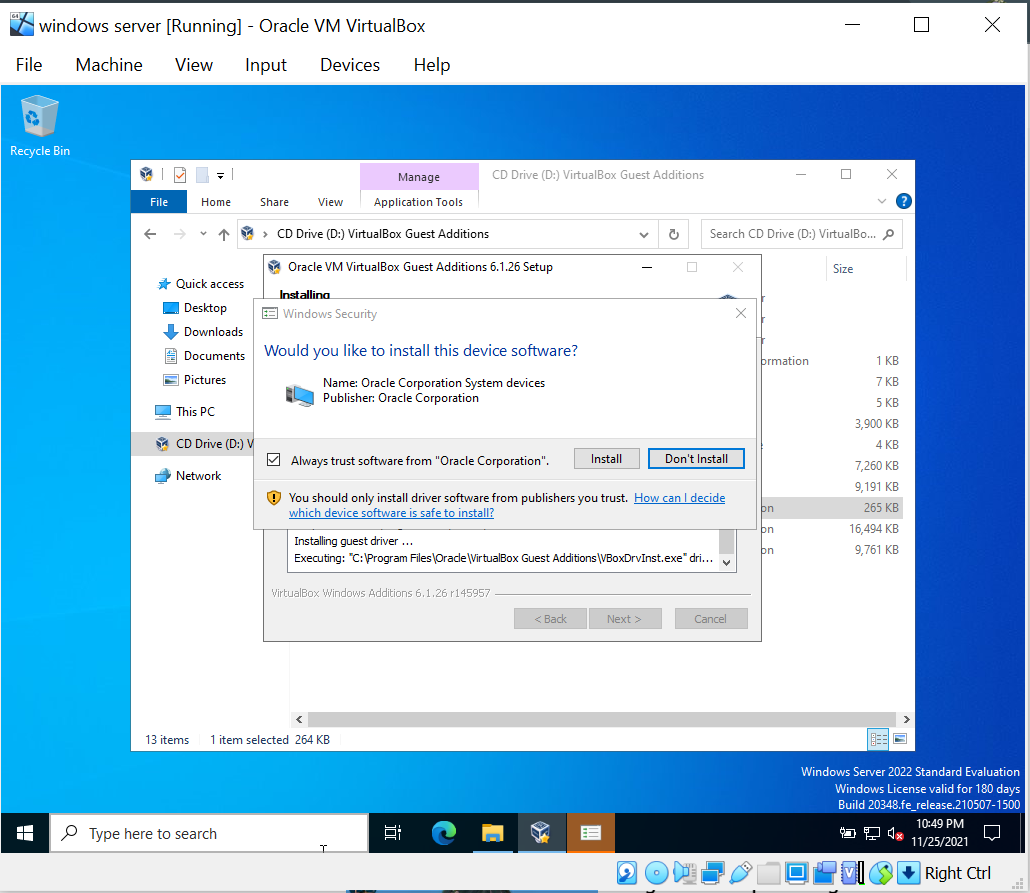 windows server [Running] - Oracle VM VirtualBox
File Machine View Input Devices Help
Recycle Bin
Manage
CD Drive (D:) VirtualBox Guest Additions
File Home Share View Application Tools
CD Drive (D:) VirtualBox Guest Additions
Search CD Drive (D:) VirtualBo...
Quick access
Desktop
Downloads
Documents
Pictures
This PC
CD Drive (D:) V
Network
Size
Oracle VM VirtualBox Guest Additions 6.1.26 Setup
Installing
Windows Security
Would you like to install this device software?
Name: Oracle Corporation System devices
Publisher: Oracle Corporation
Always trust software from "Oracle Corporation".
Install
Don't Install
You should only install driver software from publishers you trust. How can I decide
which device software is safe to install?
r
r
r
ormation 1 KB
7 KB
5 KB
3,900 KB
4 KB
7,260 KB
9,191 KB
on 265 KB
on 16,494 KB
on 9,761 KB
Installing guest driver ...
Executing: "C:\Program Files\Oracle\VirtualBox Guest Additions\VBoxDrvInst.exe" dri...
VirtualBox Windows Additions 6.1.26 r145957
< Back
Next >
Cancel
13 items 1 item selected 264 KB
Windows Server 2022 Standard Evaluation
Windows License valid for 180 days
Build 20348.fe_release.210507-1500
Type here to search
10:49 PM
11/25/2021
Right Ctrl